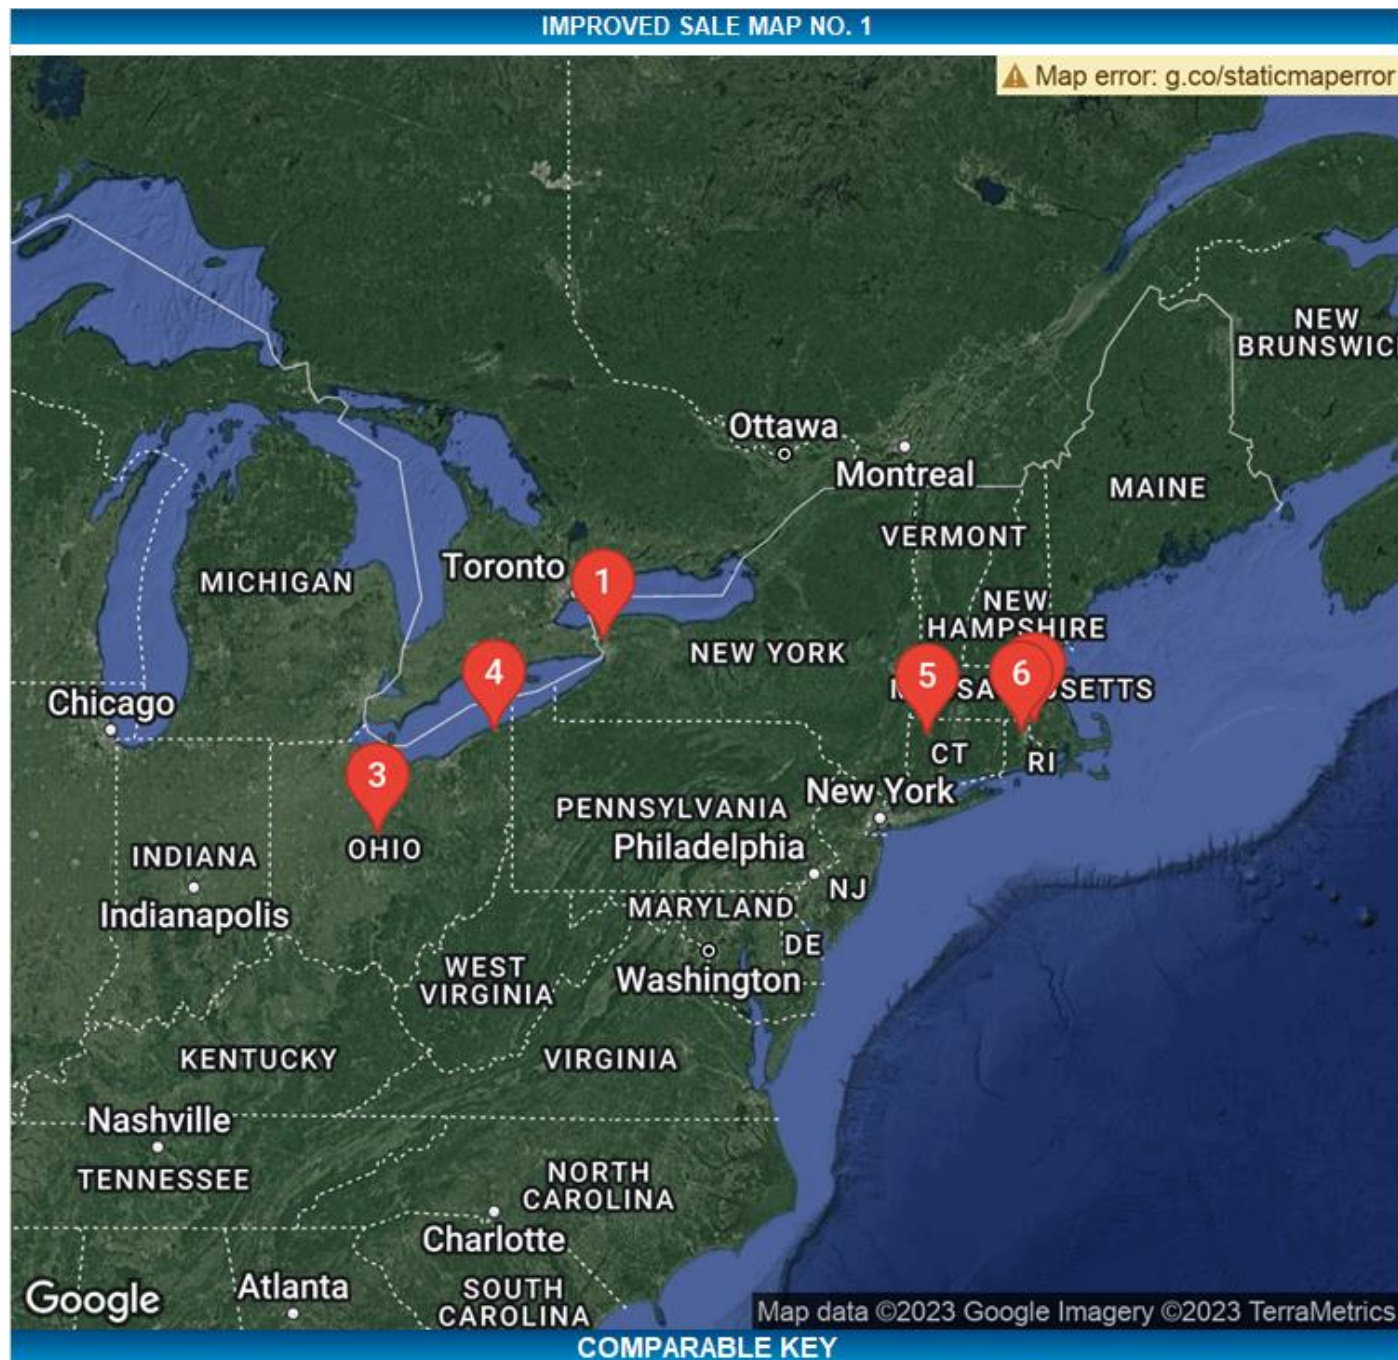 IMPROVED SALE MAP NO. 1
Map error: g.co/staticmaperror
NEW
BRUNSWIC
Ottawa
Montreal
MAINE
VERMONT
Toronto
1
MICHIGAN
NEW
HAMPSHIRE
NEW YORK
4
5
6
M
SSA
USETTS
Chicago
CT
RI
3
New York
PENNSYLVANIA
OHIO
Philadelphia
INDIANA
NJ
Indianapolis
MARYLAND
DE
WEST
VIRGINIA
Washington
KENTUCKY
VIRGINIA
Nashville
TENNESSEE
NORTH
CAROLINA
Charlotte
Atlanta
SOUTH
CAROLINA
Google
Map data ©2023 Google Imagery ©2023 TerraMetrics
COMPARABLE KEY